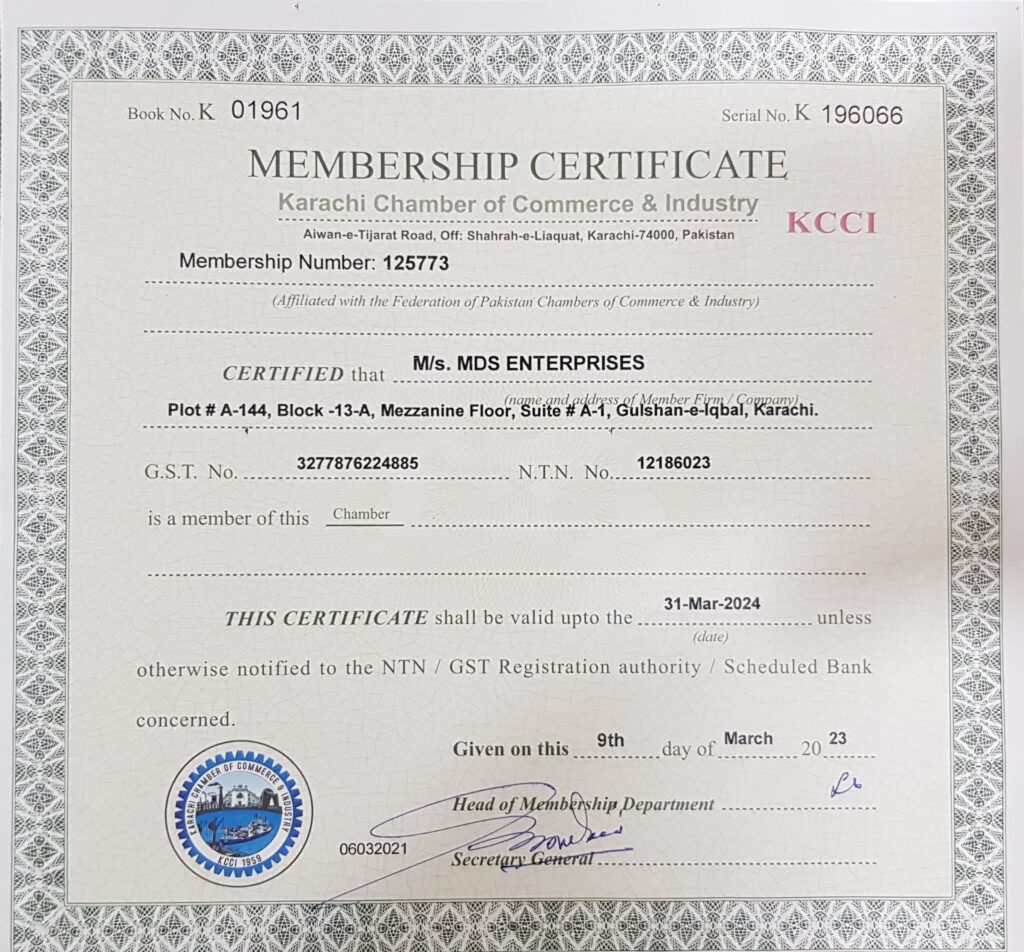 Book No. K 01961
Serial No. K 196066
MEMBERSHIP CERTIFICATE
Karachi Chamber of Commerce & Industry
KCCI
Aiwan-e-Tijarat Road, Off: Shahrah-e-Liaquat, Karachi-74000, Pakistan
Membership Number: 125773
(Affiliated with the Federation of Pakistan Chambers of Commerce & Industry)
CERTIFIED that M/s. MDS ENTERPRISES
(name and address of Member Firm / Company)
Plot # A-144, Block -13-A, Mezzanine Floor, Suite # A-1, Gulshan-e-Iqbal, Karachi.
G.S.T. No. 3277876224885 N.T.N. No. 12186023
is a member of this Chamber
THIS CERTIFICATE shall be valid upto the 31-Mar-2024 unless
(date)
otherwise notified to the NTN / GST Registration authority / Scheduled Bank
concerned.
Given on this 9th day of March 20 23
Head of Membership Department
06032021
Secretary General
KARACHI CHAMBER OF COMMERCE & INDUSTRY
KCCI 1959